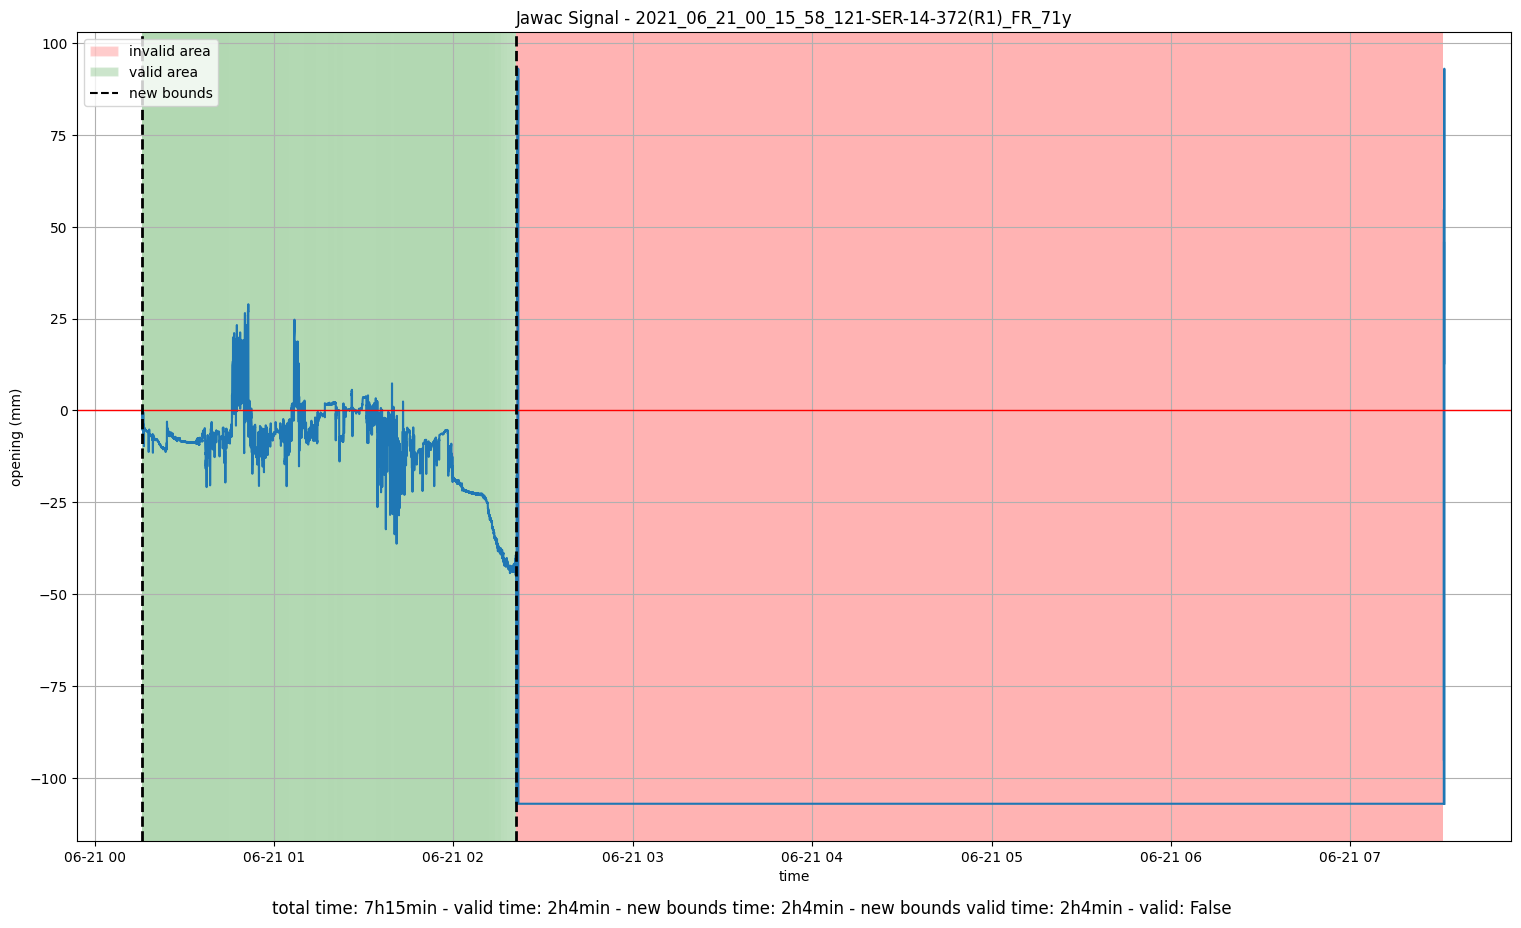 Jawac Signal - 2021_06_21_00_15_58_121-SER-14-372(R1)_FR_71y
invalid area
valid area
new bounds
100
75
50
25
0
−25
−50
−75
−100
opening (mm)
06-21 00
06-21 01
06-21 02
06-21 03
06-21 04
06-21 05
06-21 06
06-21 07
time
total time: 7h15min - valid time: 2h4min - new bounds time: 2h4min - new bounds valid time: 2h4min - valid: False